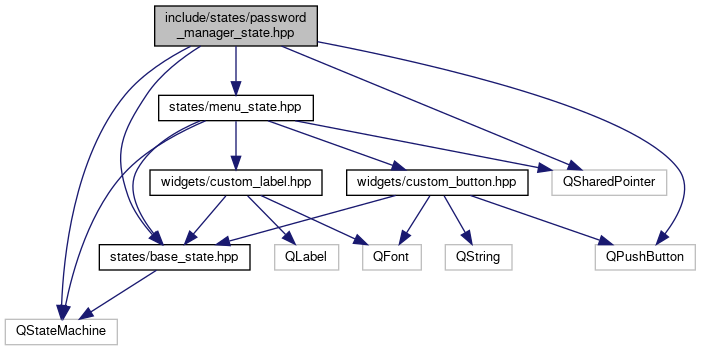 include/states/password
_manager_state.hpp
states/menu_state.hpp
widgets/custom_label.hpp
widgets/custom_button.hpp
QSharedPointer
states/base_state.hpp
QLabel
QFont
QString
QPushButton
QStateMachine